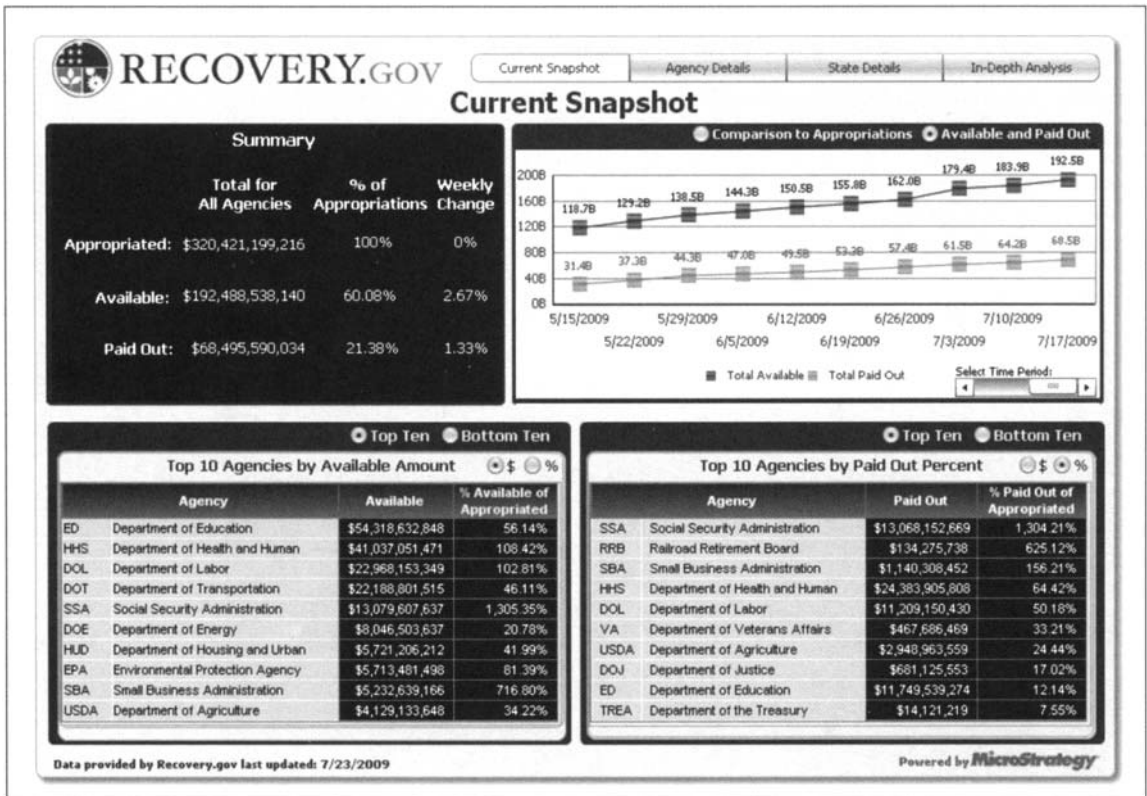 RECOVERY.GOV
Current Snapshot Agency Details State Details In-Depth Analysis
Current Snapshot
Summary
Total for All Agencies % of Appropriations Weekly Change
Appropriated: $320,421,199,216 100% 0%
Available: $192,488,538,140 60.08% 2.67%
Paid Out: $68,495,590,034 21.38% 1.33%
Comparison to Appropriations Available and Paid Out
200B
160B
120B
80B
40B
0B
118.7B 129.2B 138.5B 144.3B 150.5B 155.8B 162.0B 179.4B 183.9B 192.5B
31.4B 37.3B 44.3B 47.0B 49.5B 53.2B 57.4B 61.5B 64.2B 68.5B
5/15/2009 5/29/2009 6/12/2009 6/26/2009 7/10/2009
5/22/2009 6/5/2009 6/19/2009 7/3/2009 7/17/2009
Total Available Total Paid Out
Select Time Period:
Top Ten Bottom Ten
Top 10 Agencies by Available Amount $ %
Agency Available % Available of Appropriated
ED Department of Education $54,318,632,848 56.14%
HHS Department of Health and Human $41,037,051,471 108.42%
DOL Department of Labor $22,968,153,349 102.81%
DOT Department of Transportation $22,188,801,515 46.11%
SSA Social Security Administration $13,079,607,637 1,305.35%
DOE Department of Energy $8,046,503,637 20.78%
HUD Department of Housing and Urban $5,721,206,212 41.99%
EPA Environmental Protection Agency $5,713,481,498 81.39%
SBA Small Business Administration $5,232,639,166 716.80%
USDA Department of Agriculture $4,129,133,648 34.22%
Top Ten Bottom Ten
Top 10 Agencies by Paid Out Percent $ %
Agency Paid Out % Paid Out of Appropriated
SSA Social Security Administration $13,068,152,669 1,304.21%
RRB Railroad Retirement Board $134,275,738 625.12%
SBA Small Business Administration $1,140,308,452 156.21%
HHS Department of Health and Human $24,383,905,808 64.42%
DOL Department of Labor $11,209,150,430 50.18%
VA Department of Veterans Affairs $467,686,469 33.21%
USDA Department of Agriculture $2,948,963,559 24.44%
DOJ Department of Justice $681,125,553 17.02%
ED Department of Education $11,749,539,274 12.14%
TREA Department of the Treasury $14,121,219 7.55%
Data provided by Recovery.gov last updated: 7/23/2009
Powered by MicroStrategy